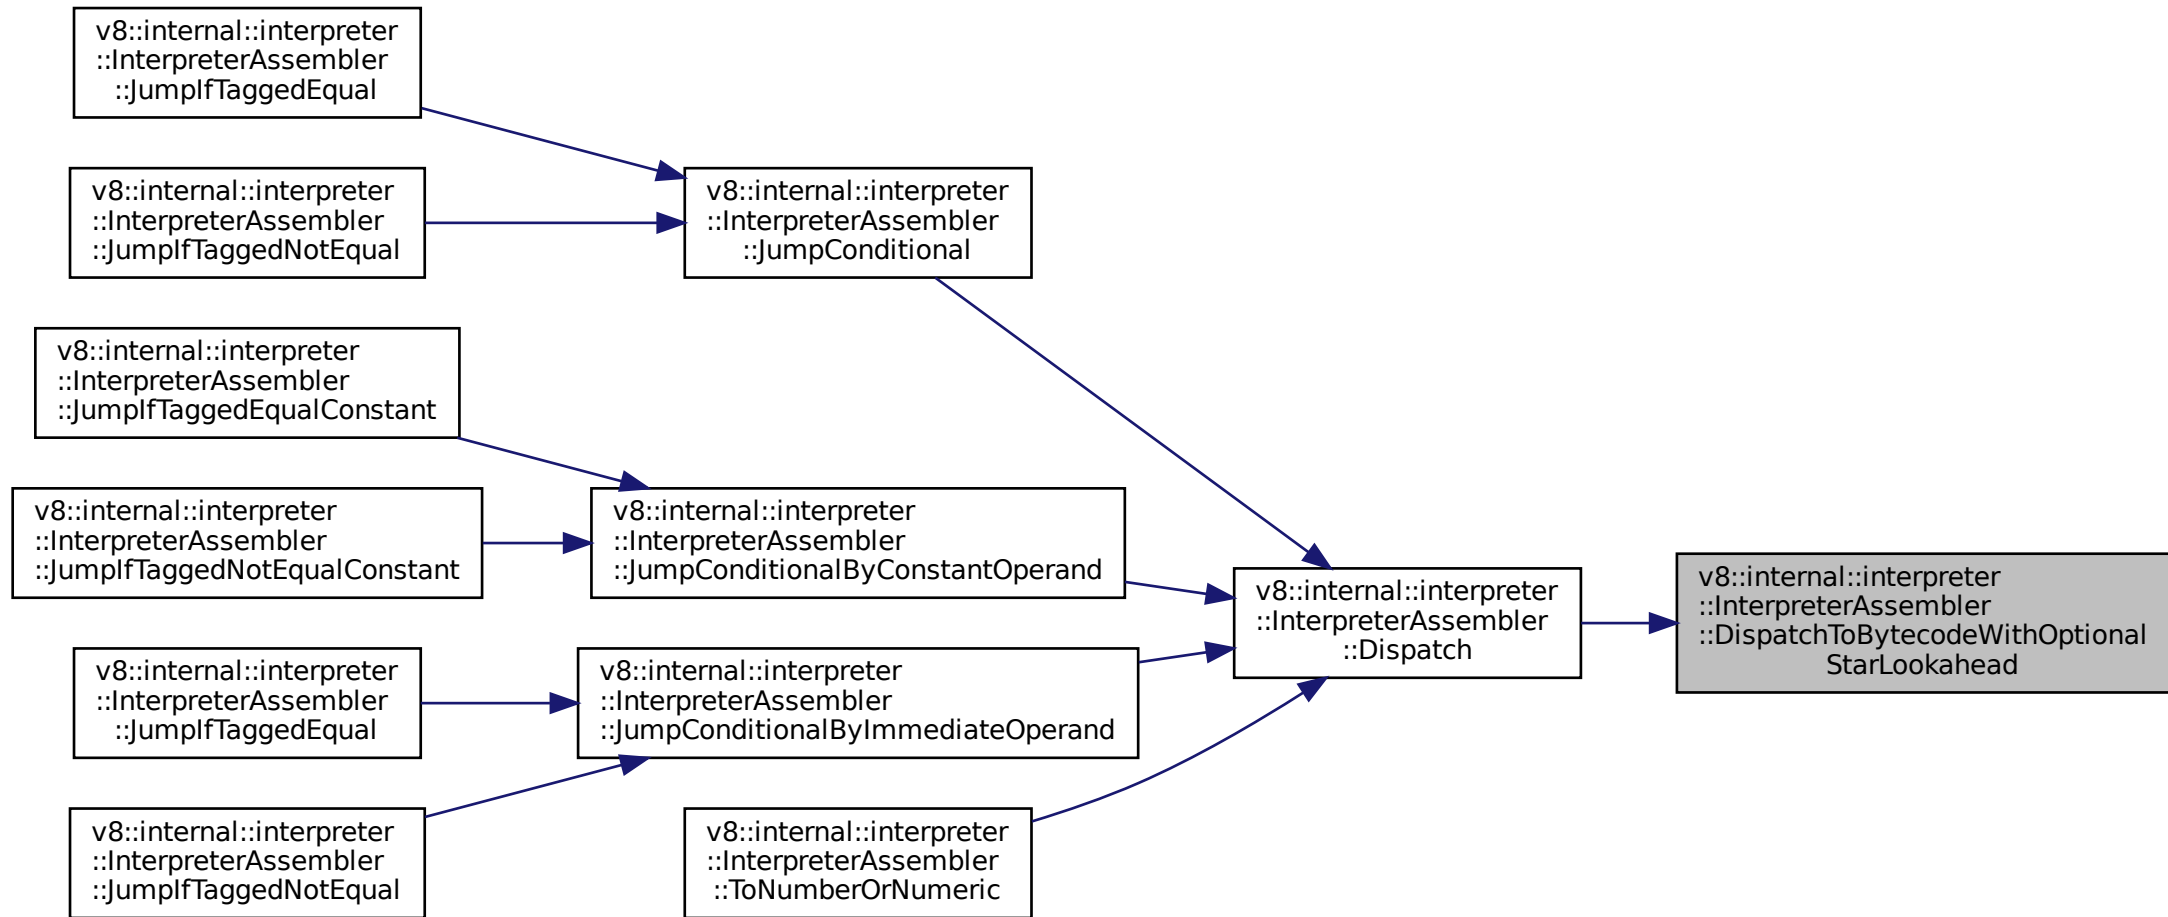 v8::internal::interpreter
::InterpreterAssembler
::JumpIfTaggedEqual
v8::internal::interpreter
::InterpreterAssembler
::JumpIfTaggedNotEqual
v8::internal::interpreter
::InterpreterAssembler
::JumpConditional
v8::internal::interpreter
::InterpreterAssembler
::JumpIfTaggedEqualConstant
v8::internal::interpreter
::InterpreterAssembler
::JumpIfTaggedNotEqualConstant
v8::internal::interpreter
::InterpreterAssembler
::JumpConditionalByConstantOperand
v8::internal::interpreter
::InterpreterAssembler
::Dispatch
v8::internal::interpreter
::InterpreterAssembler
::DispatchToBytecodeWithOptional
StarLookahead
v8::internal::interpreter
::InterpreterAssembler
::JumpIfTaggedEqual
v8::internal::interpreter
::InterpreterAssembler
::JumpConditionalByImmediateOperand
v8::internal::interpreter
::InterpreterAssembler
::JumpIfTaggedNotEqual
v8::internal::interpreter
::InterpreterAssembler
::ToNumberOrNumeric